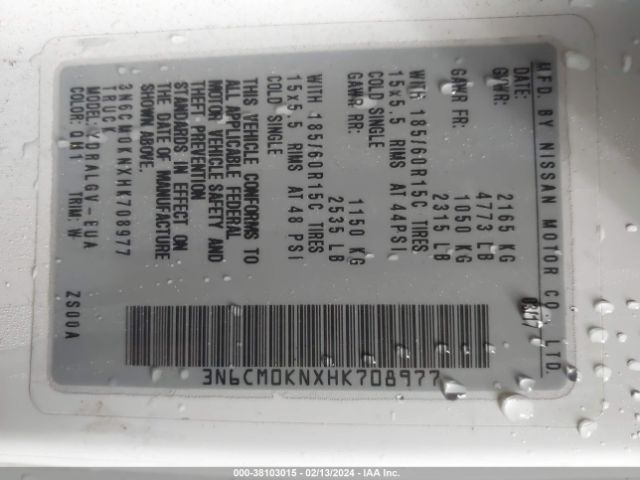 MFD. BY NISSAN MOTOR CO., LTD.
DATE: 03/17
GVWR: 2165 KG
4773 LB
GAWR FR: 1050 KG
2315 LB
WITH 185/60R15C TIRES
15x5.5 RIMS AT 44PSI
COLD SINGLE
GAWR RR: 1150 KG
2535 LB
WITH 185/60R15C TIRES
15x5.5 RIMS AT 48 PSI
COLD SINGLE
THIS VEHICLE CONFORMS TO
ALL APPLICABLE FEDERAL
MOTOR VEHICLE SAFETY AND
THEFT PREVENTION
STANDARDS IN EFFECT ON
THE DATE OF MANUFACTURE
SHOWN ABOVE.
3N6CM0KNXHK708977
TRUCK
MODEL: YDRALGV-EUA
COLOR: QM1 TRIM: W
ZS00A
3N6CM0KNXHK708977
000-38103015 - 02/13/2024 - IAA Inc.